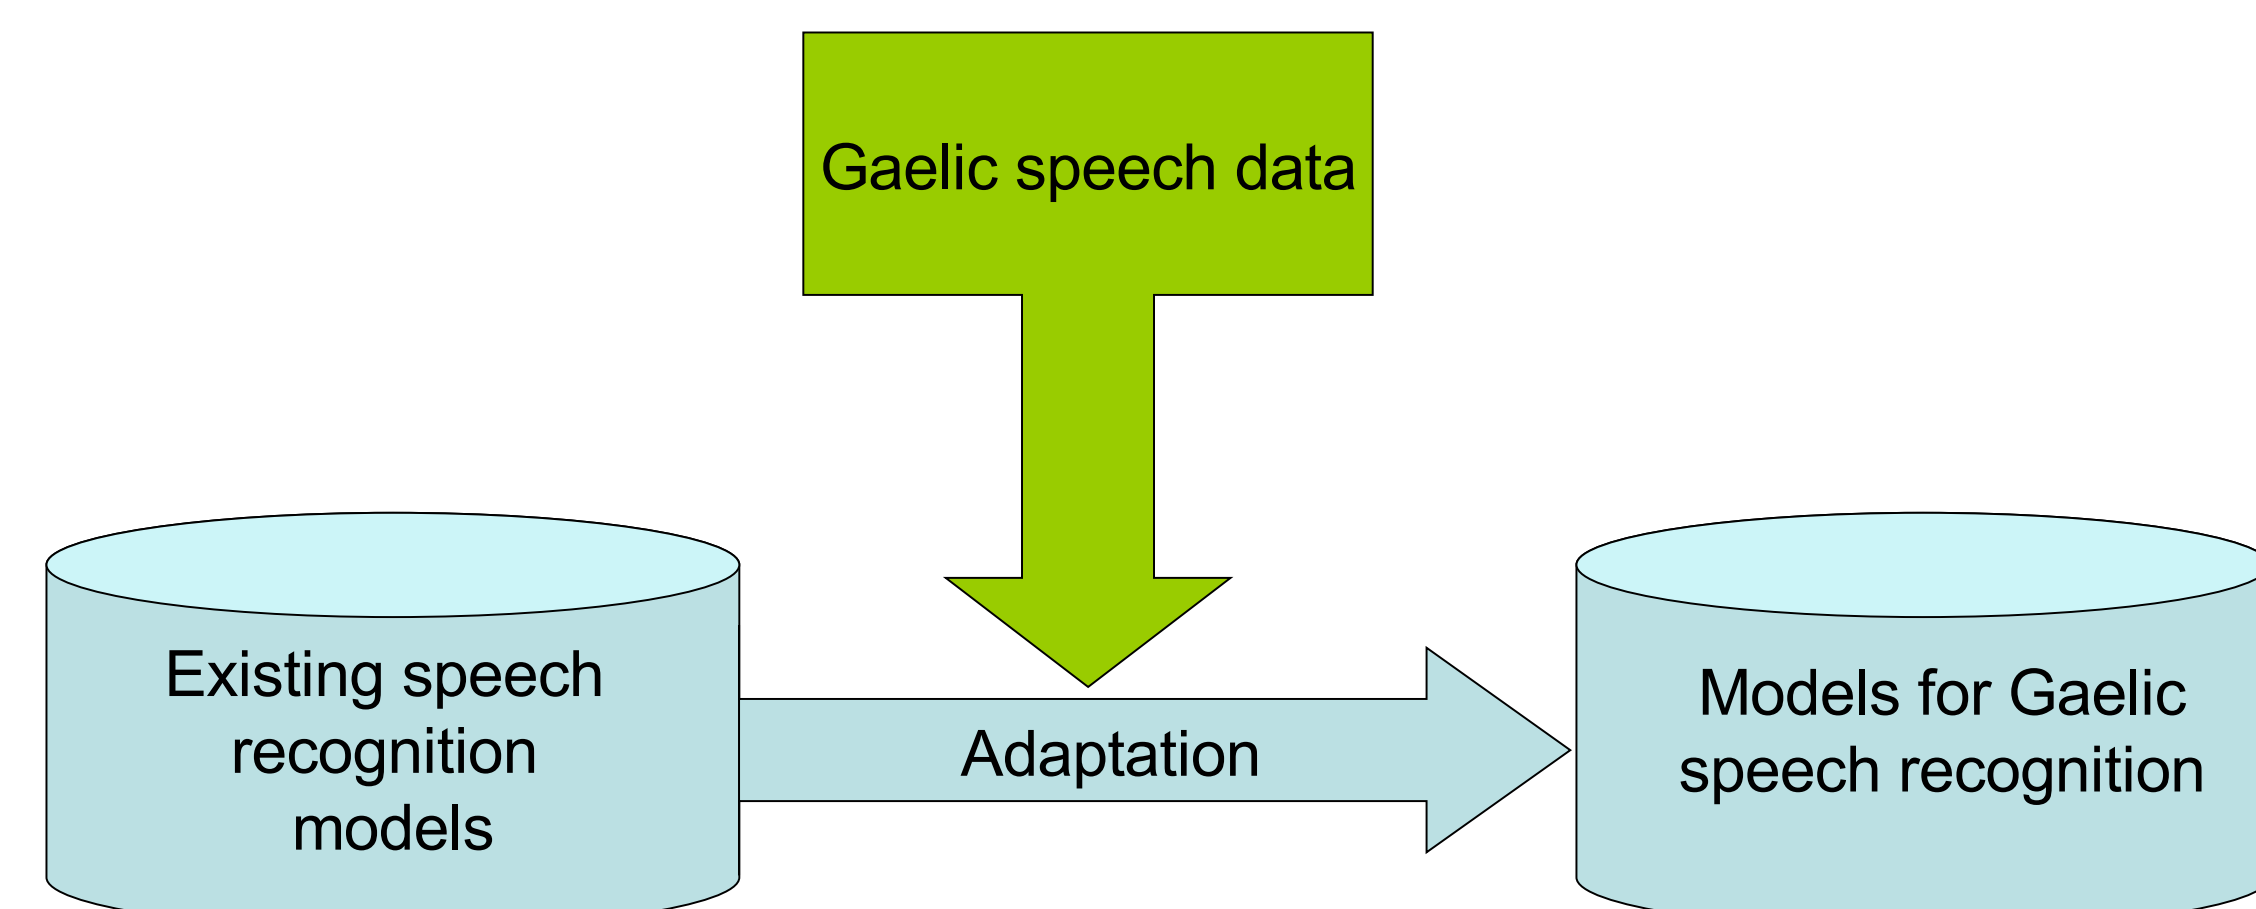 Gaelic speech data
Existing speech
recognition
models
Adaptation
Models for Gaelic
speech recognition